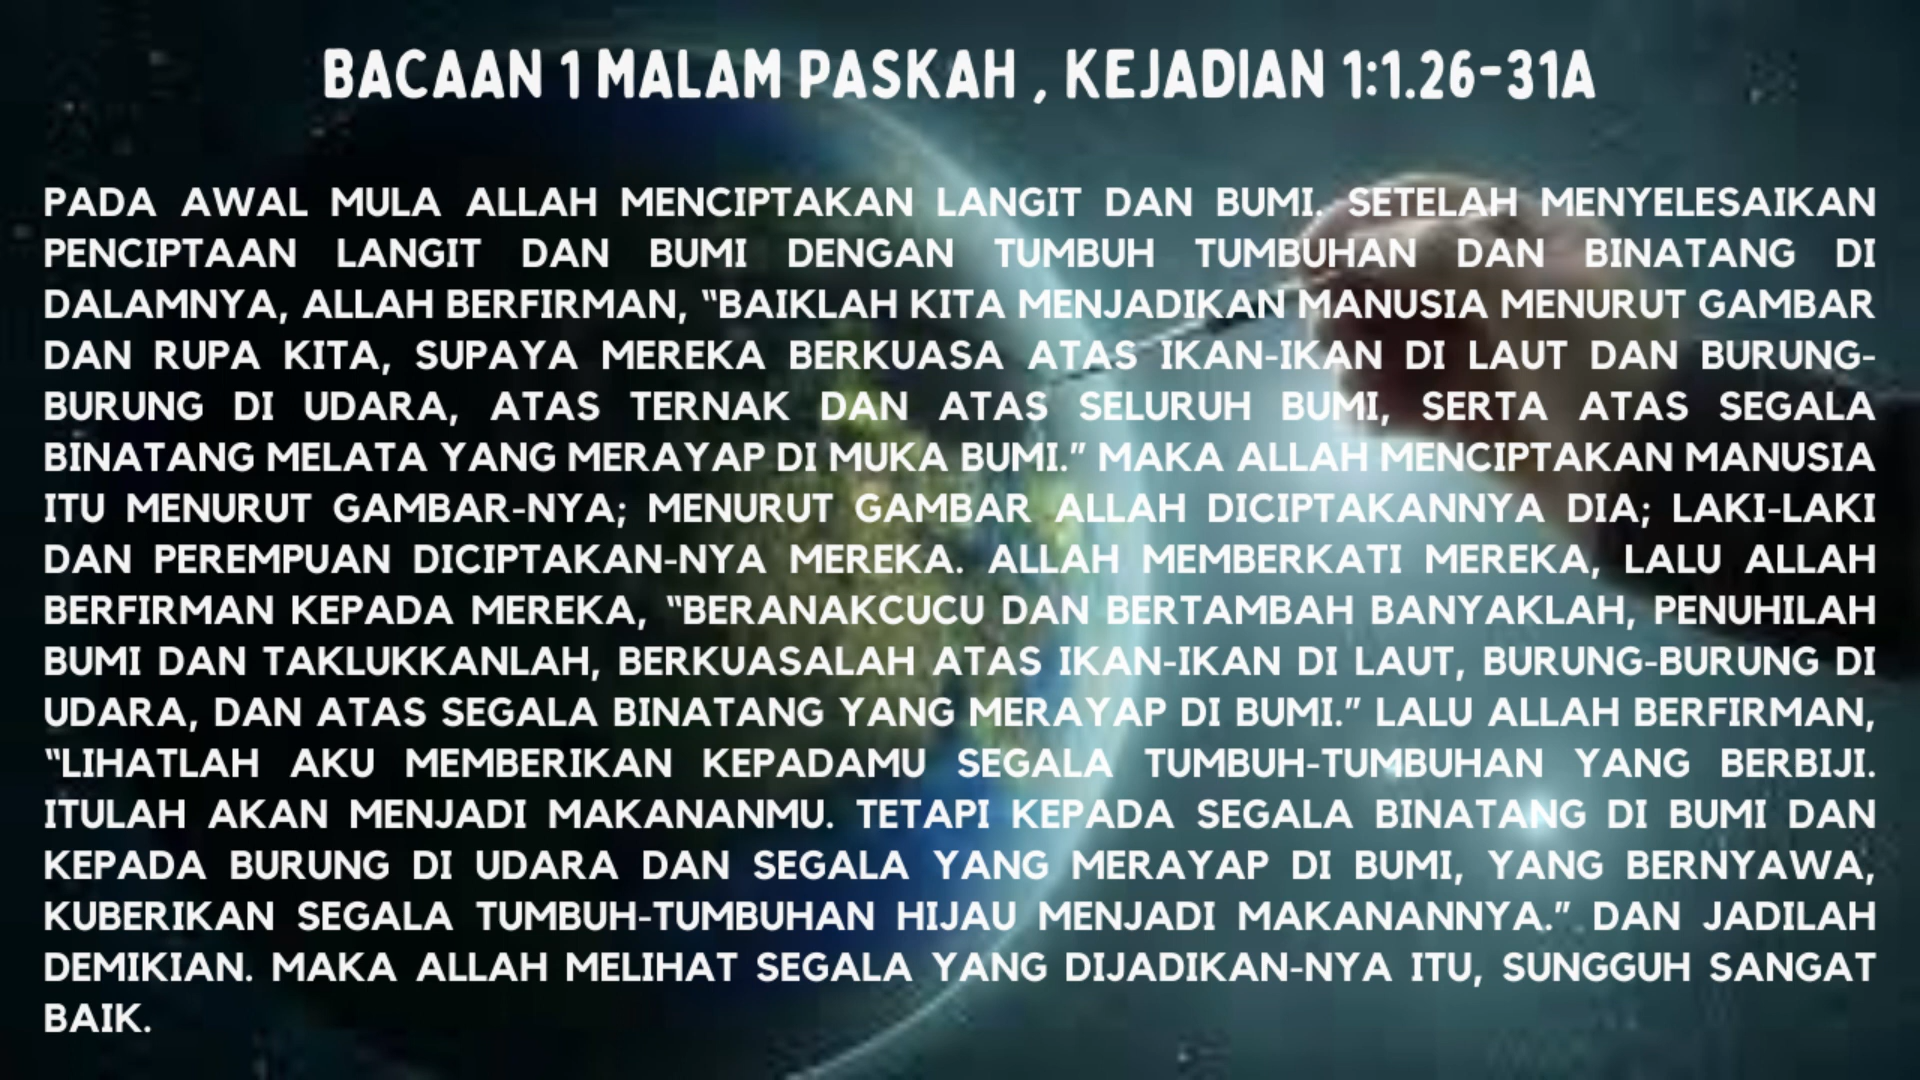 BACAAN 1 MALAM PASKAH , KEJADIAN 1:1.26-31A
PADA AWAL MULA ALLAH MENCIPTAKAN LANGIT DAN BUMI. SETELAH MENYELESAIKAN
PENCIPTAAN LANGIT DAN BUMI DENGAN TUMBUH TUMBUHAN DAN BINATANG DI
DALAMNYA, ALLAH BERFIRMAN, “BAIKLAH KITA MENJADIKAN MANUSIA MENURUT GAMBAR
DAN RUPA KITA, SUPAYA MEREKA BERKUASA ATAS IKAN-IKAN DI LAUT DAN BURUNG-
BURUNG DI UDARA, ATAS TERNAK DAN ATAS SELURUH BUMI, SERTA ATAS SEGALA
BINATANG MELATA YANG MERAYAP DI MUKA BUMI.” MAKA ALLAH MENCIPTAKAN MANUSIA
ITU MENURUT GAMBAR-NYA; MENURUT GAMBAR ALLAH DICIPTAKANNYA DIA; LAKI-LAKI
DAN PEREMPUAN DICIPTAKAN-NYA MEREKA. ALLAH MEMBERKATI MEREKA, LALU ALLAH
BERFIRMAN KEPADA MEREKA, “BERANAKCUCU DAN BERTAMBAH BANYAKLAH, PENUHILAH
BUMI DAN TAKLUKKANLAH, BERKUASALAH ATAS IKAN-IKAN DI LAUT, BURUNG-BURUNG DI
UDARA, DAN ATAS SEGALA BINATANG YANG MERAYAP DI BUMI.” LALU ALLAH BERFIRMAN,
“LIHATLAH AKU MEMBERIKAN KEPADAMU SEGALA TUMBUH-TUMBUHAN YANG BERBIJI.
ITULAH AKAN MENJADI MAKANANMU. TETAPI KEPADA SEGALA BINATANG DI BUMI DAN
KEPADA BURUNG DI UDARA DAN SEGALA YANG MERAYAP DI BUMI, YANG BERNYAWA,
KUBERIKAN SEGALA TUMBUH-TUMBUHAN HIJAU MENJADI MAKANANNYA.” DAN JADILAH
DEMIKIAN. MAKA ALLAH MELIHAT SEGALA YANG DIJADIKAN-NYA ITU, SUNGGUH SANGAT
BAIK.